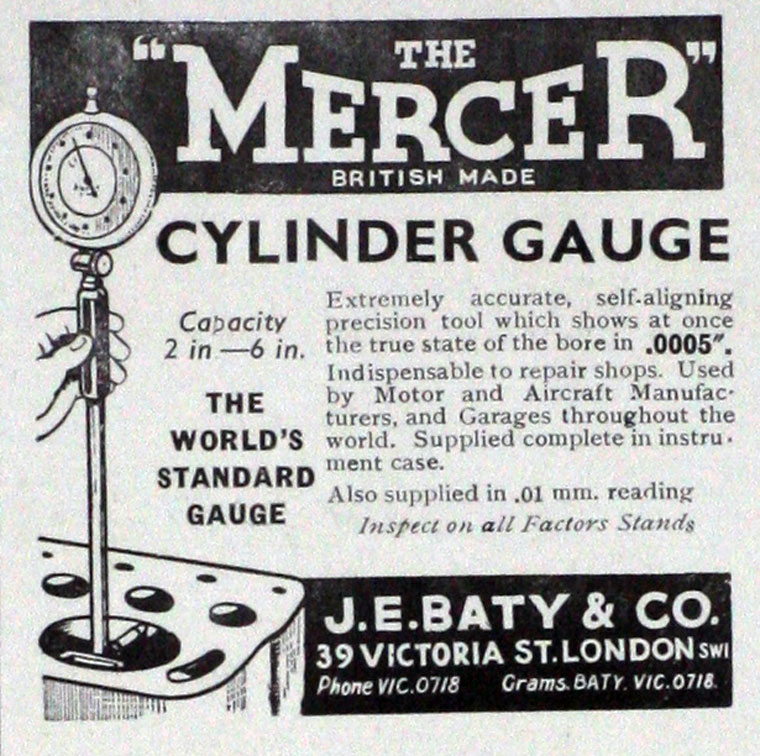 THE
"MERCER"
BRITISH MADE
CYLINDER GAUGE
Capacity
2 in —6 in.
THE
WORLD'S
STANDARD
GAUGE
Extremely accurate, self-aligning
precision tool which shows at once
the true state of the bore in .0005".
Indispensable to repair shops. Used
by Motor and Aircraft Manufac-
turers, and Garages throughout the
world. Supplied complete in instru-
ment case.
Also supplied in .01 mm. reading
Inspect on all Factors Stands
J.E.BATY & CO.
39 VICTORIA ST. LONDON SW1
Phone VIC.0718 Grams. BATY. VIC.0718.